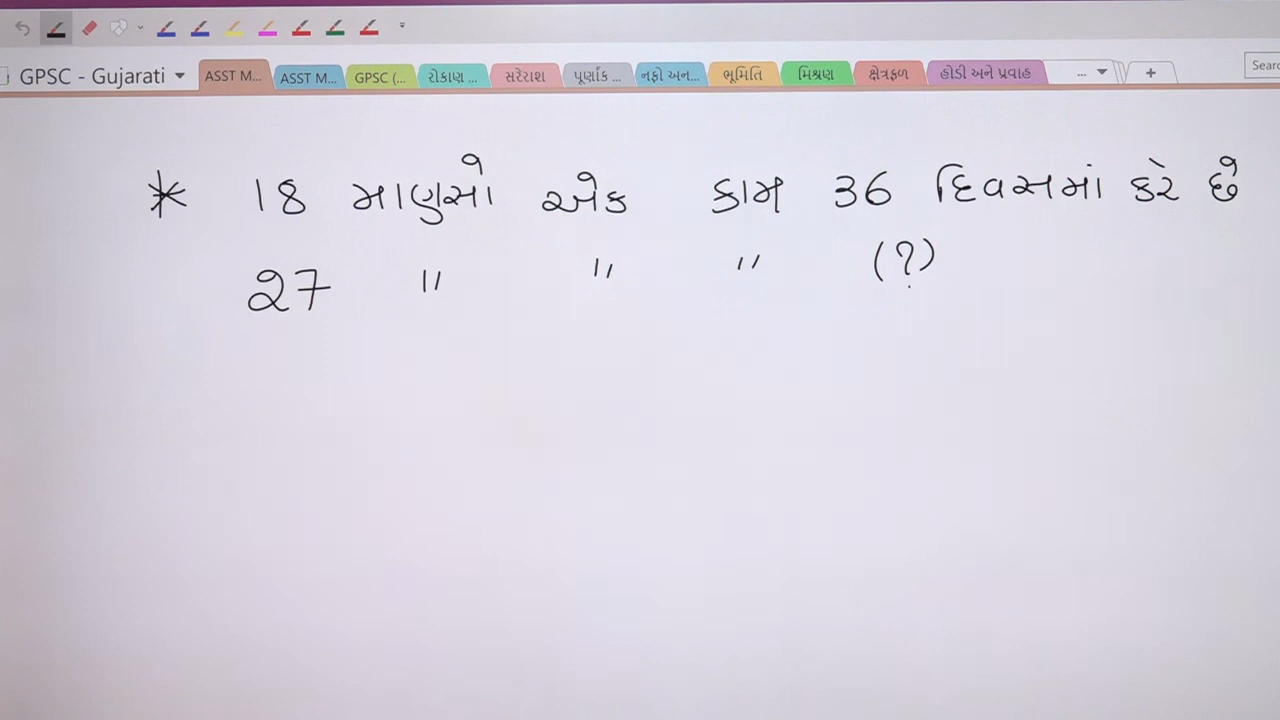 GPSC - Gujarati
ASST M... ASST M... GPSC (... રોકાણ ... સરેરાશ પૂર્ણાંક ... નફો અન... ભૂમિતિ મિશ્રણ ક્ષેત્રફળ હોડી અને પ્રવાહ ... + Searc
* 18 માણસો એક કામ 36 દિવસમાં કરે છે
27 " " " (?)